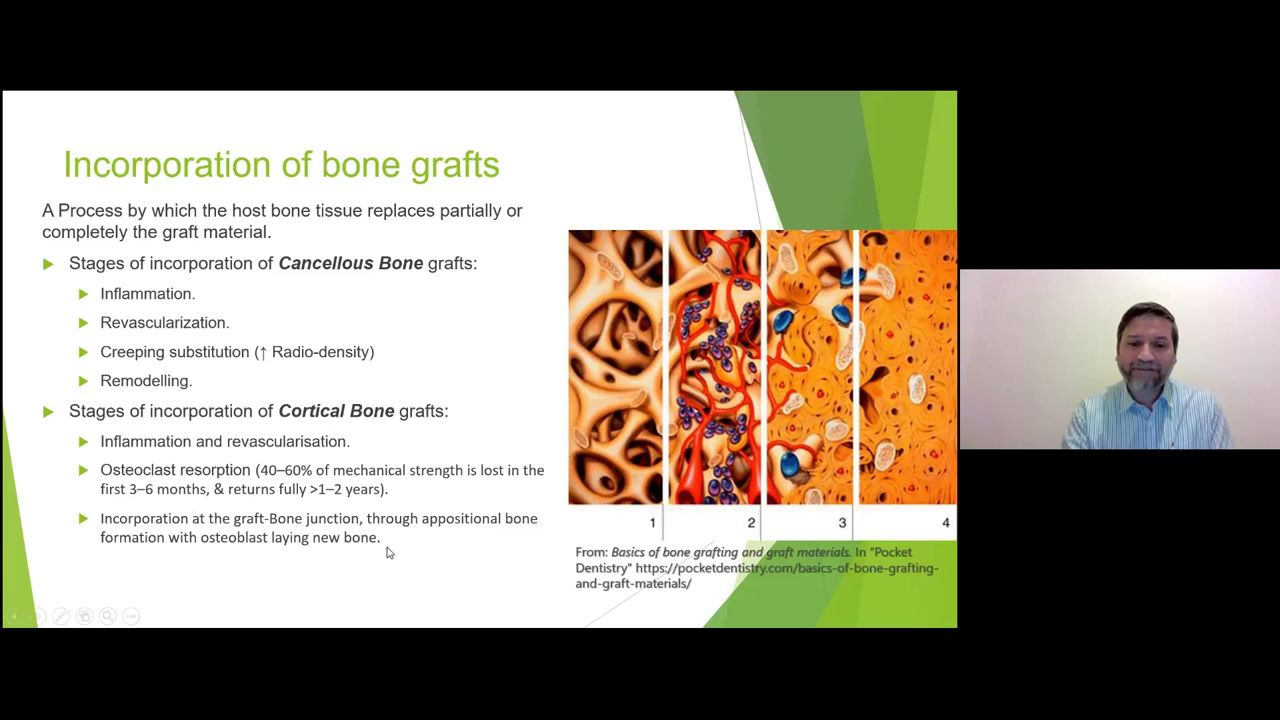 Incorporation of bone grafts
A Process by which the host bone tissue replaces partially or
completely the graft material.
Stages of incorporation of Cancellous Bone grafts:
Inflammation.
Revascularization.
Creeping substitution (↑ Radio-density)
Remodelling.
Stages of incorporation of Cortical Bone grafts:
Inflammation and revascularisation.
Osteoclast resorption (40–60% of mechanical strength is lost in the
first 3–6 months, & returns fully >1–2 years).
Incorporation at the graft-Bone junction, through appositional bone
formation with osteoblast laying new bone.
1 2 3 4
From: Basics of bone grafting and graft materials. In "Pocket
Dentistry" https://pocketdentistry.com/basics-of-bone-grafting-
and-graft-materials/